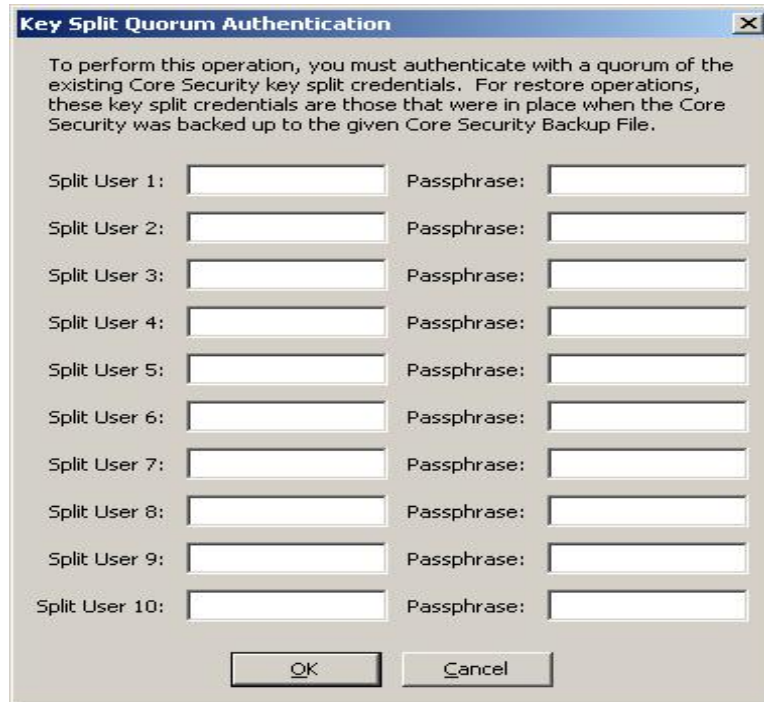 Key Split Quorum Authentication
To perform this operation, you must authenticate with a quorum of the
existing Core Security key split credentials.  For restore operations,
these key split credentials are those that were in place when the Core
Security was backed up to the given Core Security Backup File.
Split User 1: Passphrase:
Split User 2: Passphrase:
Split User 3: Passphrase:
Split User 4: Passphrase:
Split User 5: Passphrase:
Split User 6: Passphrase:
Split User 7: Passphrase:
Split User 8: Passphrase:
Split User 9: Passphrase:
Split User 10: Passphrase:
OK Cancel